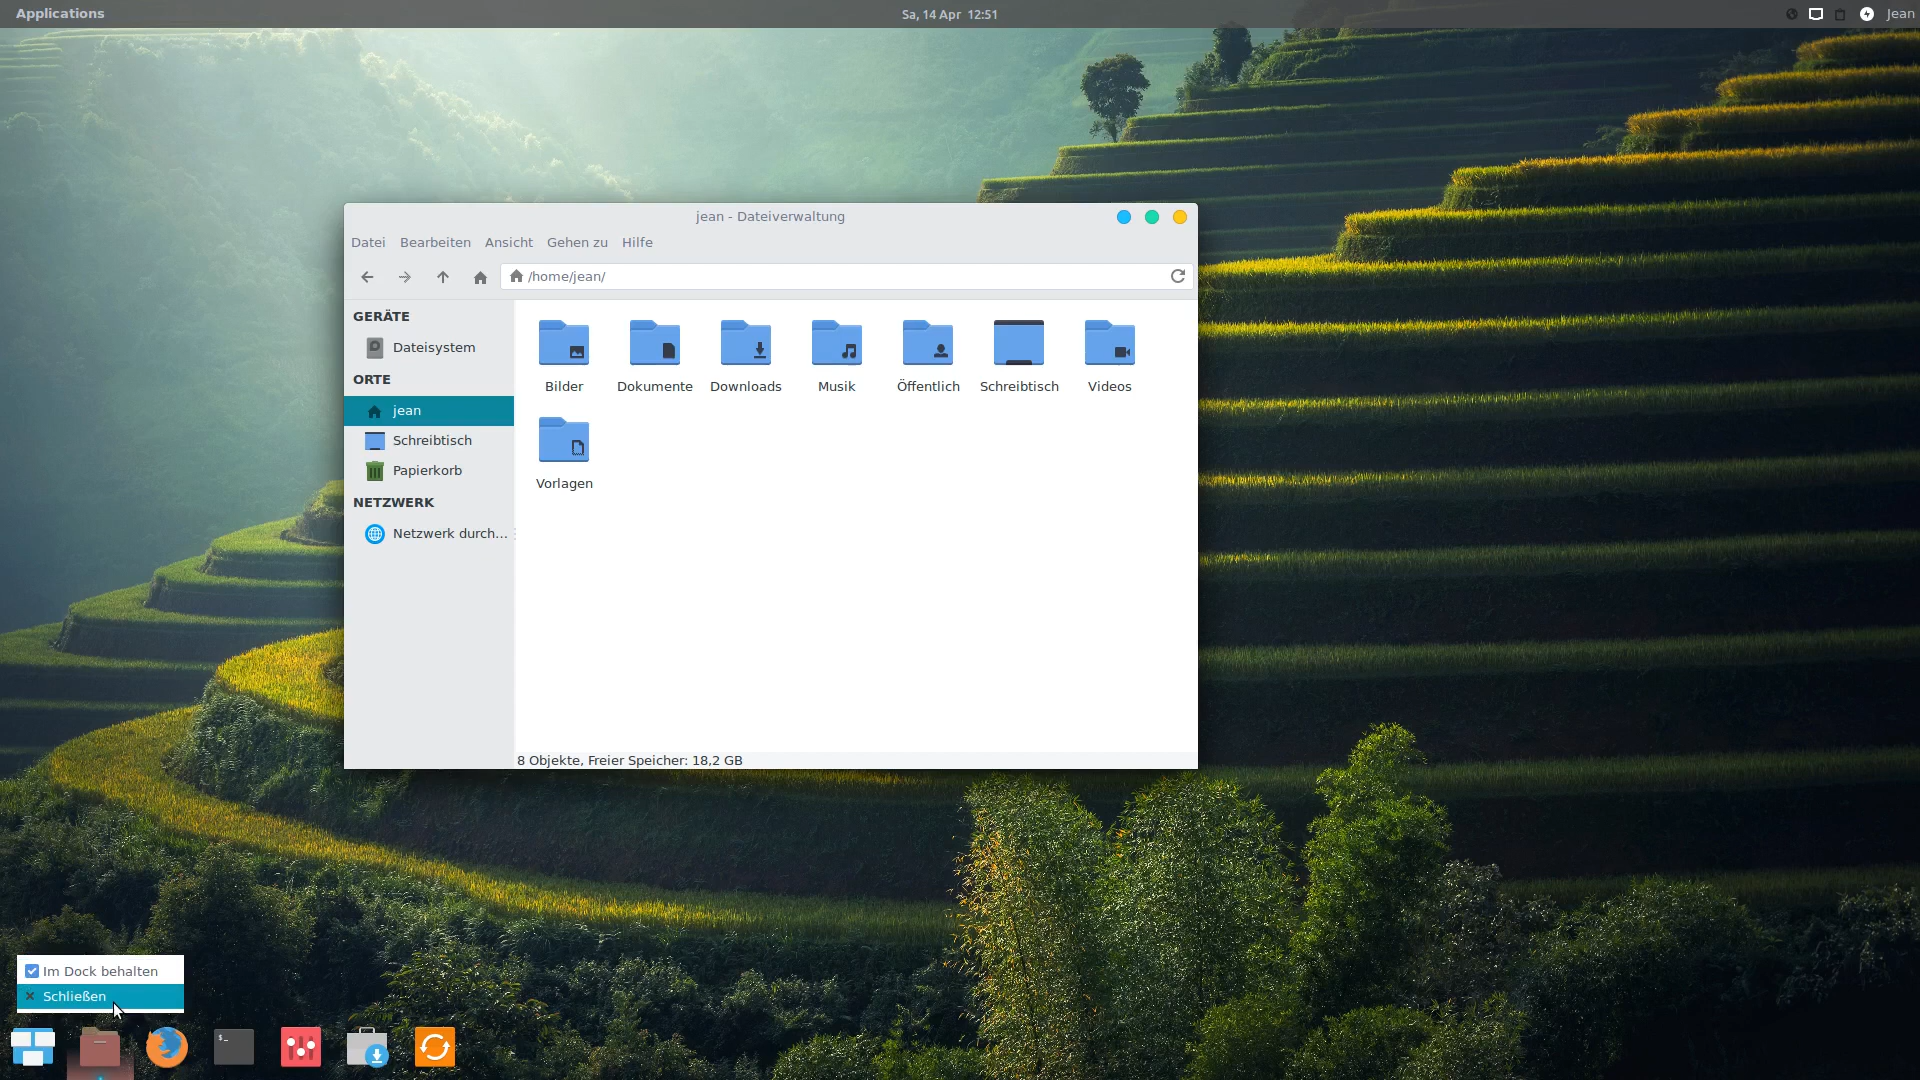 Applications
Sa, 14 Apr 12:51
Jean
jean - Dateiverwaltung
Datei Bearbeiten Ansicht Gehen zu Hilfe
/home/jean/
GERÄTE
Dateisystem
ORTE
jean
Schreibtisch
Papierkorb
NETZWERK
Netzwerk durch...
Bilder Dokumente Downloads Musik Öffentlich Schreibtisch Videos
Vorlagen
8 Objekte, Freier Speicher: 18,2 GB
Im Dock behalten
Schließen
$_